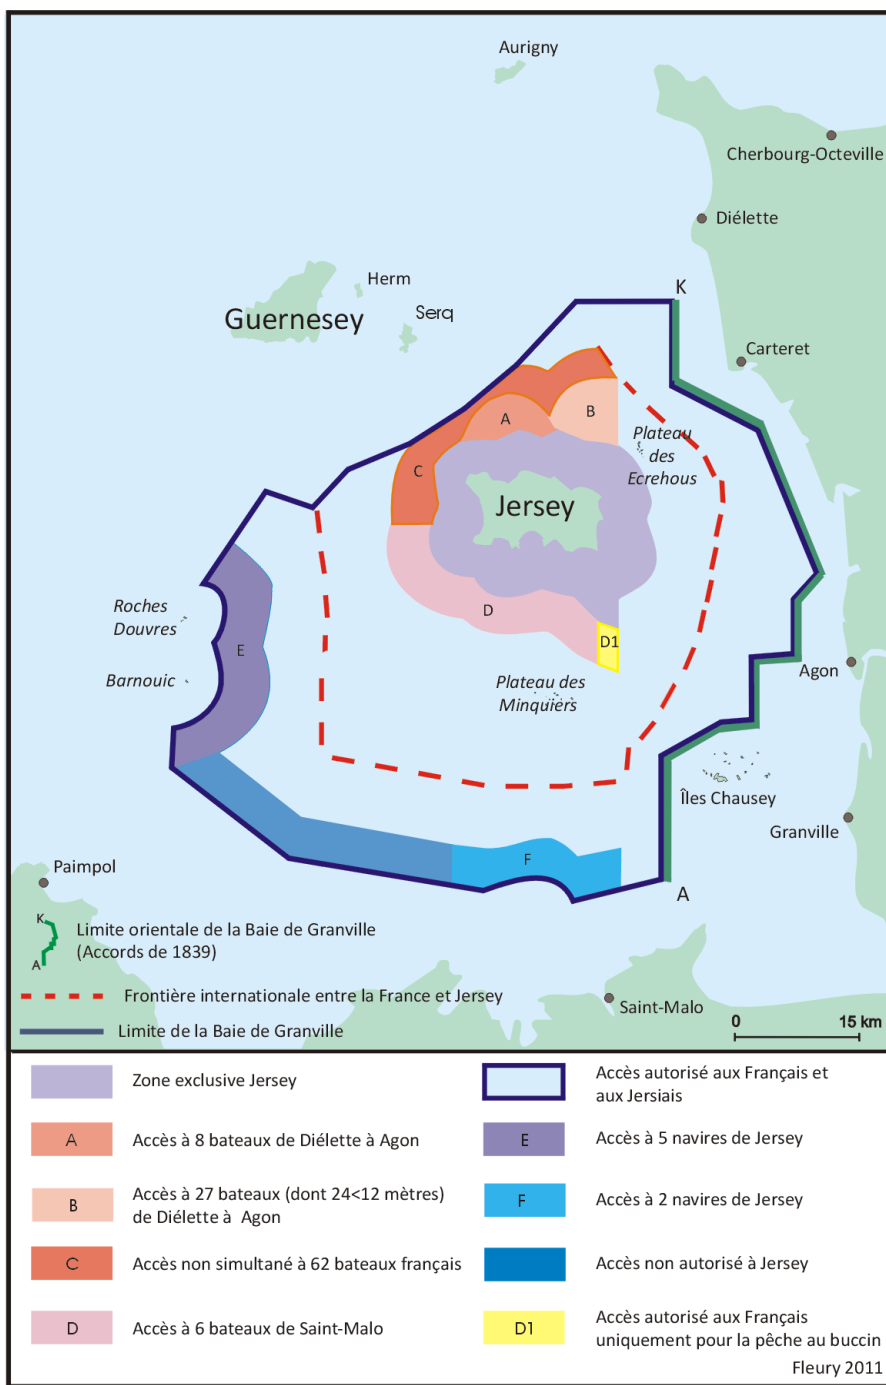 Aurigny
Cherbourg-Octeville
Diélette
Herm
Guernesey
Serq
K
Carteret
A
B
Plateau
des
Ecrehous
C
Jersey
Roches
Douvres
D
D1
E
Barnouic
Agon
Plateau des
Minquiers
Îles Chausey
Granville
F
Paimpol
A
K
A
Limite orientale de la Baie de Granville
(Accords de 1839)
Frontière internationale entre la France et Jersey
Saint-Malo
Limite de la Baie de Granville
0 15 km
Zone exclusive Jersey
Accès autorisé aux Français et
aux Jersiais
A Accès à 8 bateaux de Diélette à Agon
E Accès à 5 navires de Jersey
B Accès à 27 bateaux (dont 24<12 mètres)
de Diélette à Agon
F Accès à 2 navires de Jersey
C Accès non simultané à 62 bateaux français
Accès non autorisé à Jersey
D Accès à 6 bateaux de Saint-Malo
D1 Accès autorisé aux Français
uniquement pour la pêche au buccin
Fleury 2011